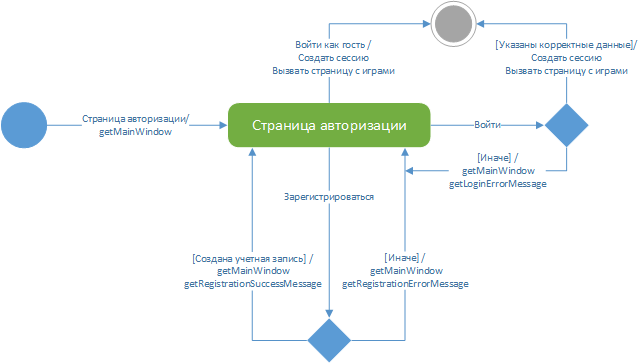 Войти как гость /
Создать сессию
Вызвать страницу с играми
[Указаны корректные данные]/
Создать сессию
Вызвать страницу с играми
Страница авторизации/
getMainWindow
Страница авторизации
Войти
[Иначе] /
getMainWindow
getLoginErrorMessage
Зарегистрироваться
[Создана учетная запись] /
getMainWindow
getRegistrationSuccessMessage
[Иначе] /
getMainWindow
getRegistrationErrorMessage